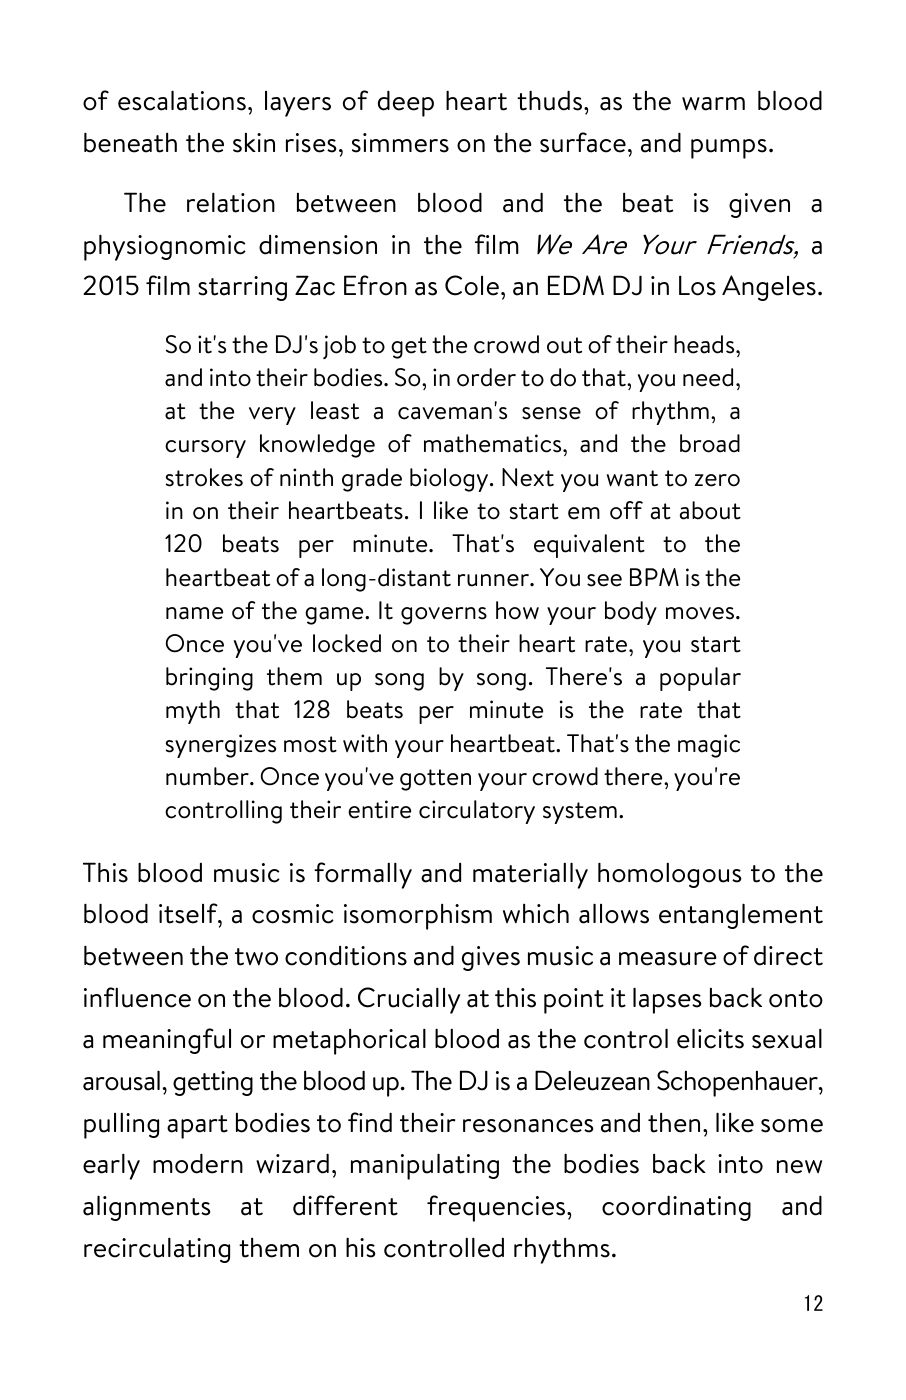 of escalations, layers of deep heart thuds, as the warm blood
beneath the skin rises, simmers on the surface, and pumps.
The relation between blood and the beat is given a
physiognomic dimension in the film We Are Your Friends, a
2015 film starring Zac Efron as Cole, an EDM DJ in Los Angeles.
So it's the DJ's job to get the crowd out of their heads,
and into their bodies. So, in order to do that, you need,
at the very least a caveman's sense of rhythm, a
cursory knowledge of mathematics, and the broad
strokes of ninth grade biology. Next you want to zero
in on their heartbeats. I like to start em off at about
120 beats per minute. That's equivalent to the
heartbeat of a long-distant runner. You see BPM is the
name of the game. It governs how your body moves.
Once you've locked on to their heart rate, you start
bringing them up song by song. There's a popular
myth that 128 beats per minute is the rate that
synergizes most with your heartbeat. That's the magic
number. Once you've gotten your crowd there, you're
controlling their entire circulatory system.
This blood music is formally and materially homologous to the
blood itself, a cosmic isomorphism which allows entanglement
between the two conditions and gives music a measure of direct
influence on the blood. Crucially at this point it lapses back onto
a meaningful or metaphorical blood as the control elicits sexual
arousal, getting the blood up. The DJ is a Deleuzean Schopenhauer,
pulling apart bodies to find their resonances and then, like some
early modern wizard, manipulating the bodies back into new
alignments at different frequencies, coordinating and
recirculating them on his controlled rhythms.
12